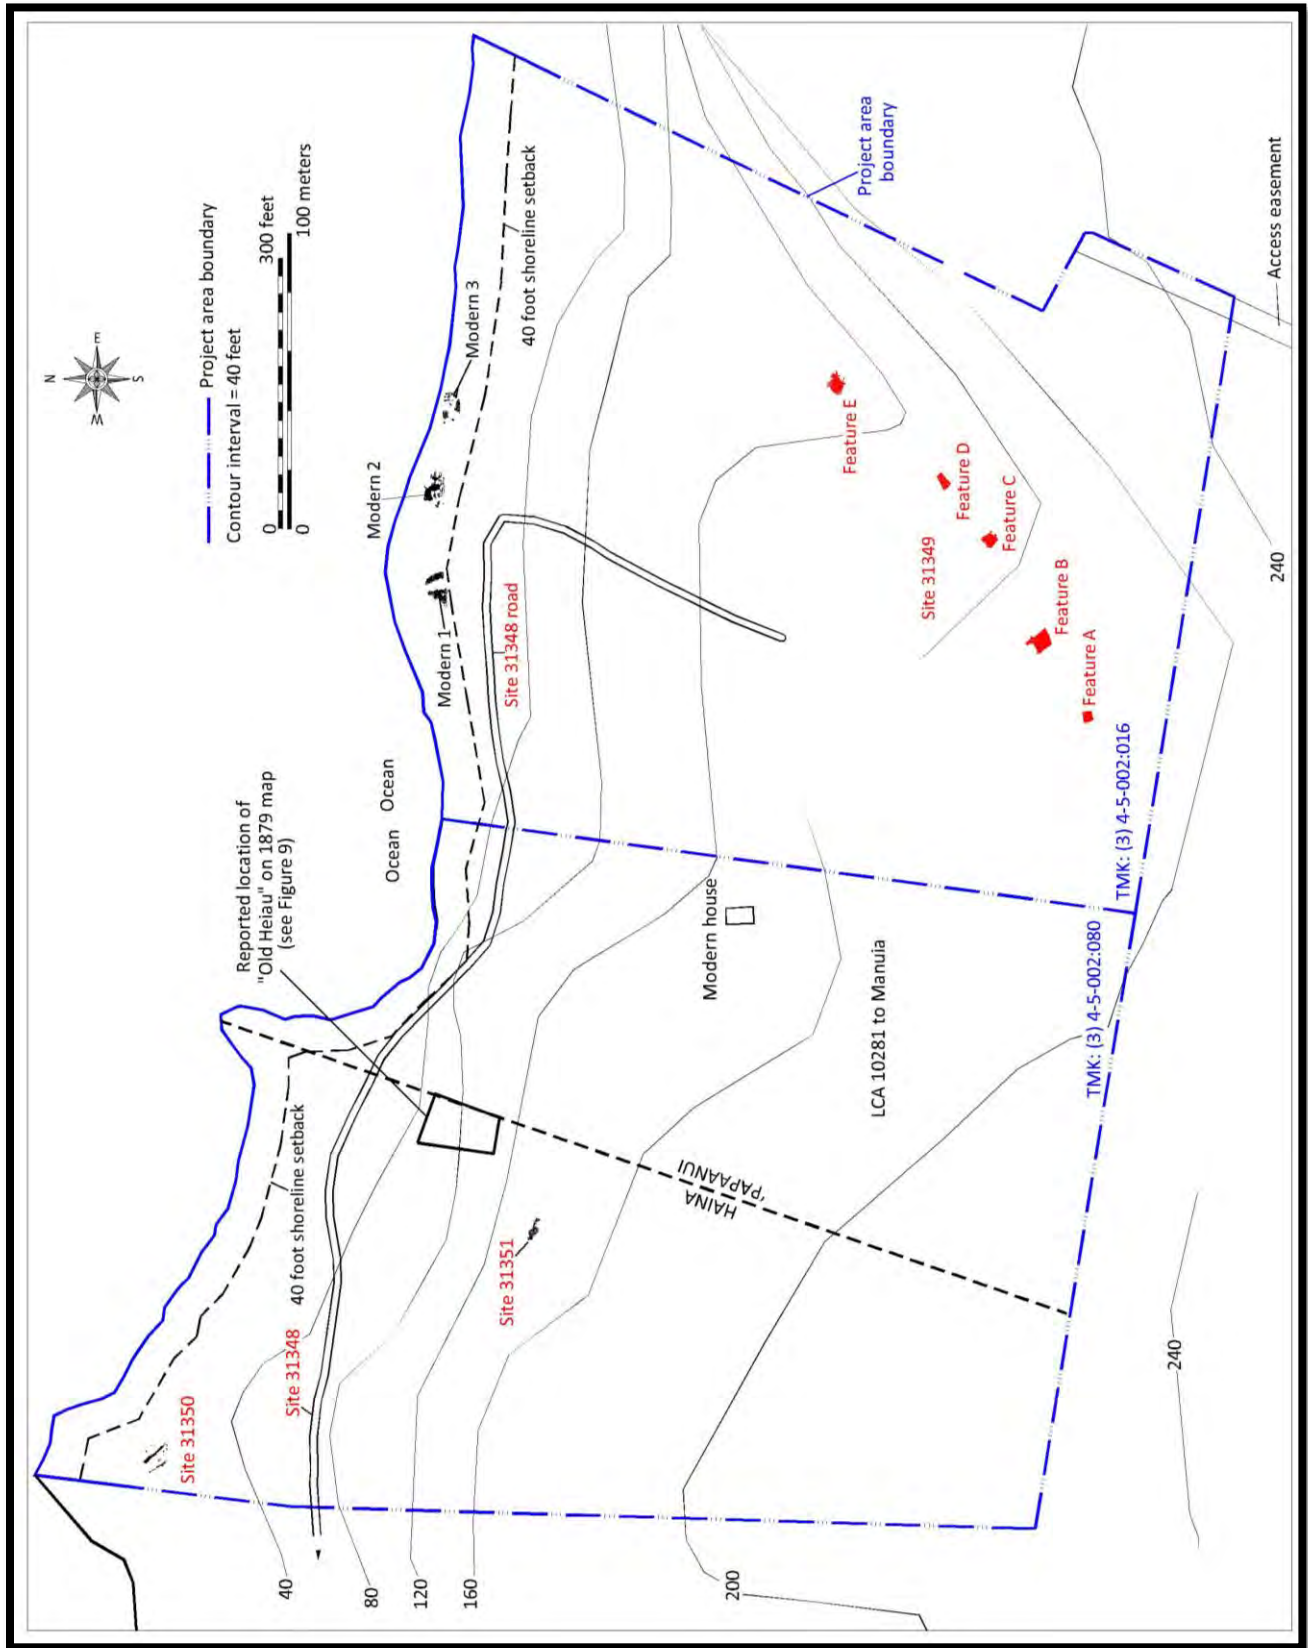 N
E
S
W
Project area boundary
Contour interval = 40 feet
0
300 feet
0
100 meters
Reported location of
"Old Heiau" on 1879 map
(see Figure 9)
Ocean
Ocean
Modern 1
Modern 2
Modern 3
40 foot shoreline setback
40 foot shoreline setback
Site 31350
Site 31348
Site 31348 road
Site 31351
HAINA
'PAPAANUI
Modern house
LCA 10281 to Manuia
Site 31349
Feature A
Feature B
Feature C
Feature D
Feature E
Project area
boundary
TMK: (3) 4-5-002:080
TMK: (3) 4-5-002:016
Access easement
40
80
120
160
200
240
240